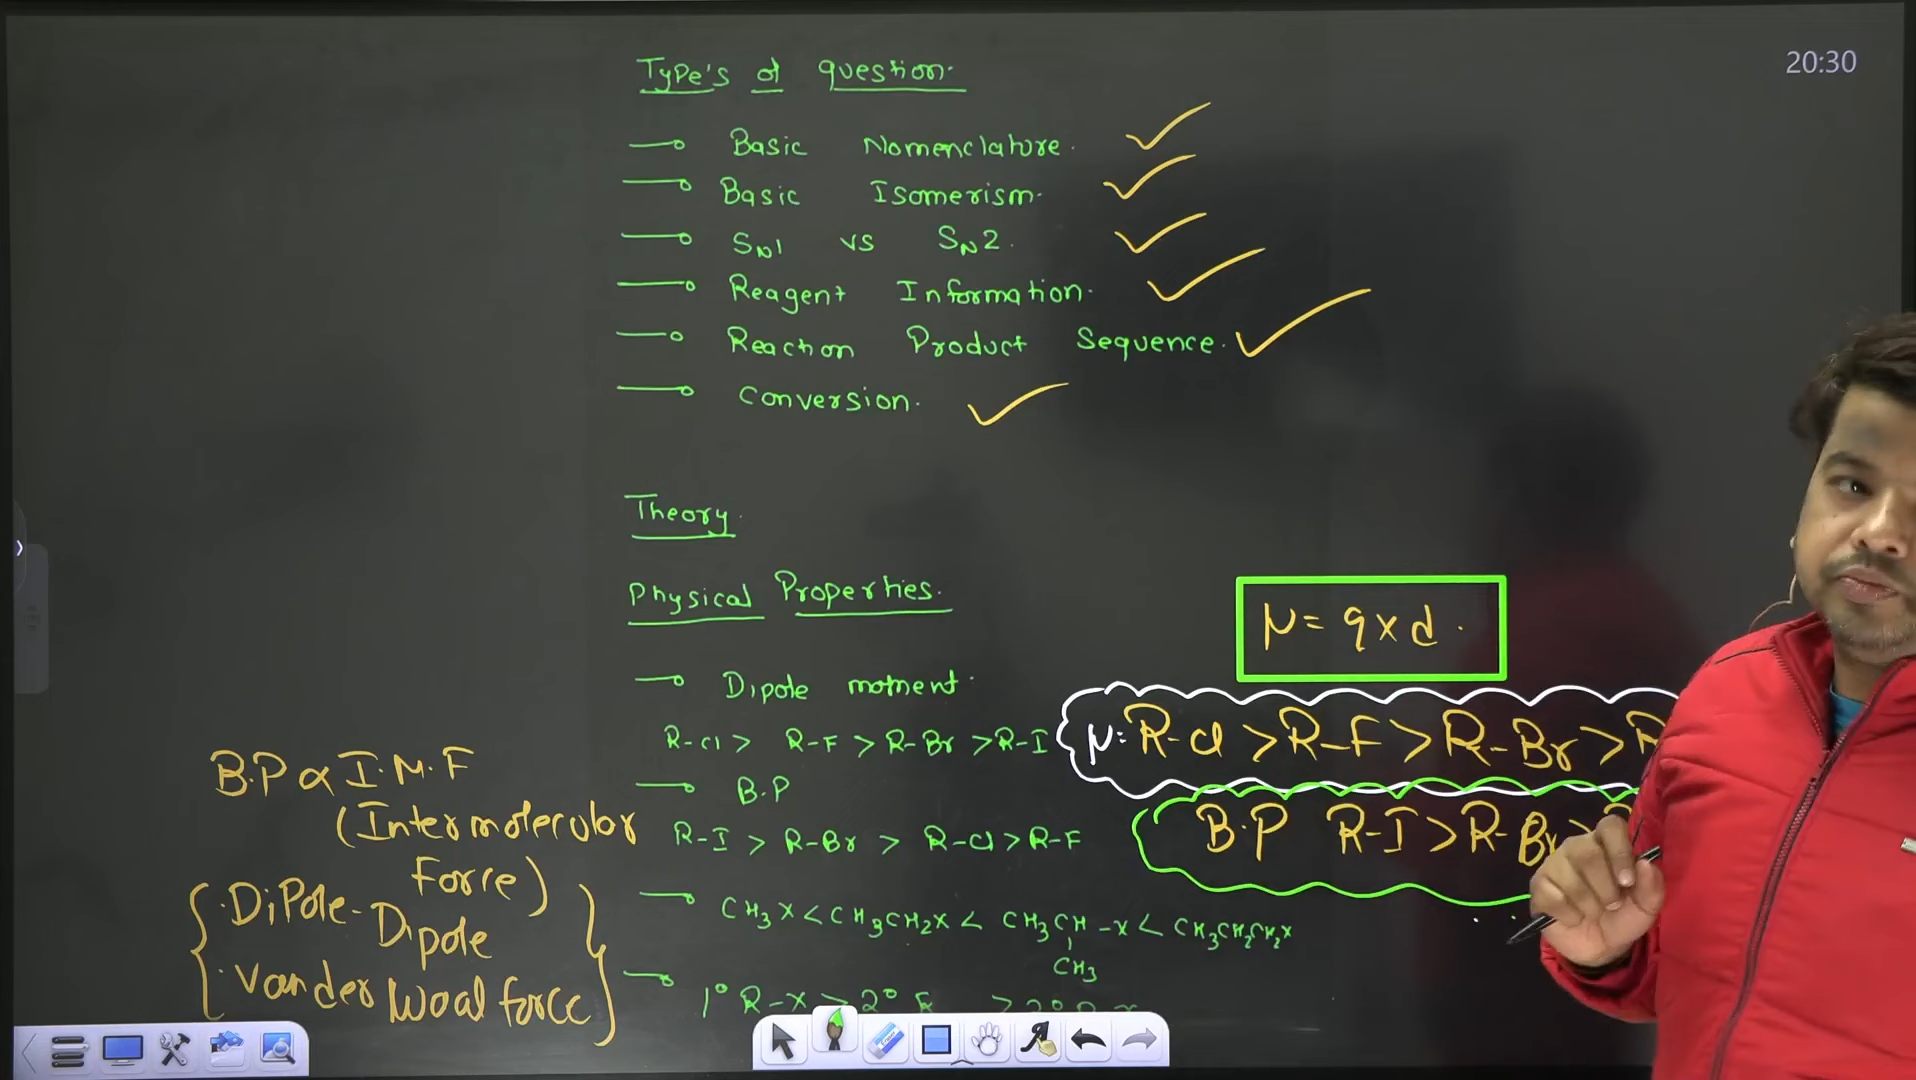 20:30
Type's of question.
Basic Nomenclature.
Basic Isomerism.
SN1 vs SN2.
Reagent Information.
Reaction Product Sequence.
Conversion.
Theory.
Physical Properties.
μ = q x d.
Dipole moment.
R-Cl > R-F > R-Br > R-I
μ: R-Cl > R-F > R-Br > R
B.P
R-I > R-Br > R-Cl > R-F
B.P R-I > R-Br >
B.P ∝ I.M.F
(Intermolecular
Force)
Dipole-
Dipole
Vander Waal force
CH3X < CH3CH2X < CH3CH-X < CH3CH2CH2X
CH3
1° R-X > 2° R >